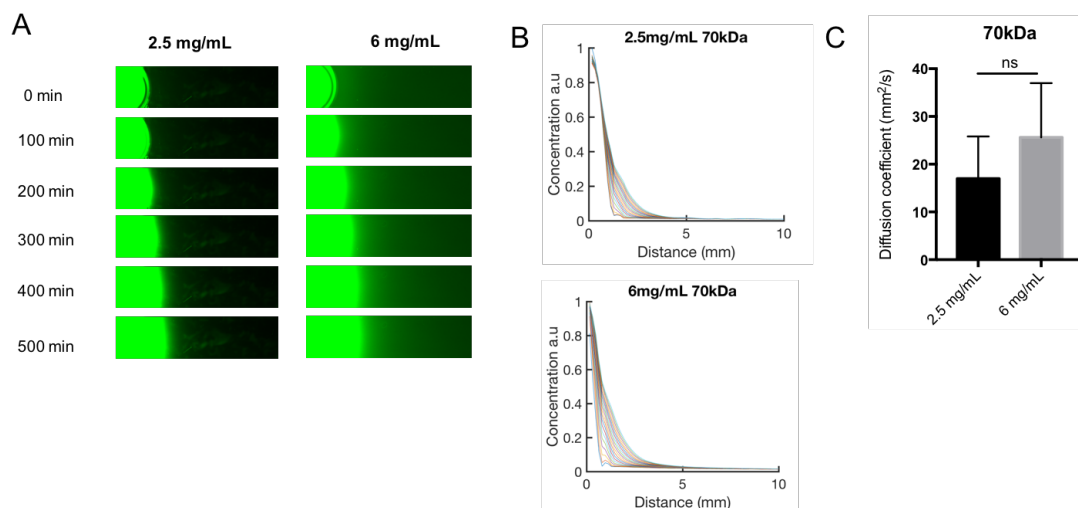 A
2.5 mg/mL
6 mg/mL
0 min
100 min
200 min
300 min
400 min
500 min
B
2.5mg/mL 70kDa
Concentration a.u
1
0.8
0.6
0.4
0.2
0
0
5
10
Distance (mm)
6mg/mL 70kDa
Concentration a.u
1
0.8
0.6
0.4
0.2
0
0
5
10
Distance (mm)
C
70kDa
ns
Diffusion coefficient (mm²/s)
40
30
20
10
0
2.5 mg/mL
6 mg/mL